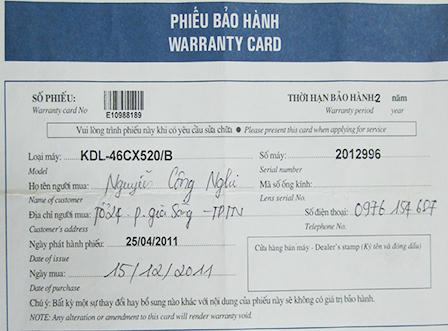 PHIẾU BẢO HÀNH
WARRANTY CARD
SỐ PHIẾU: E10988189 THỜI HẠN BẢO HÀNH 2 năm
Warranty card No Warranty period year
Vui lòng trình phiếu này khi có yêu cầu sửa chữa ● Please present this card when applying for service
Loại máy: KDL-46CX520/B Số máy: 2012996
Model Serial number
Họ tên người mua: Nguyễn Công Nghi Mã số ống kính:
Name of customer Lens serial No.
Địa chỉ người mua: Tổ 24 p. gia Sàng - TPTN Số điện thoại: 0976 154 687
Customer's address Telephone No.
Ngày phát hành phiếu: 25/04/2011 Cửa hàng bán máy - Dealer's stamp (Ký tên và đóng dấu)
Date of issue
Ngày mua: 15/12/2011
Date of purchase
Chú ý: Bất kỳ một sự thay đổi hay bổ sung nào khác với nội dung của phiếu này sẽ không có giá trị bảo hành.
NOTE: Any alteration or amendment to this card will render warranty void.